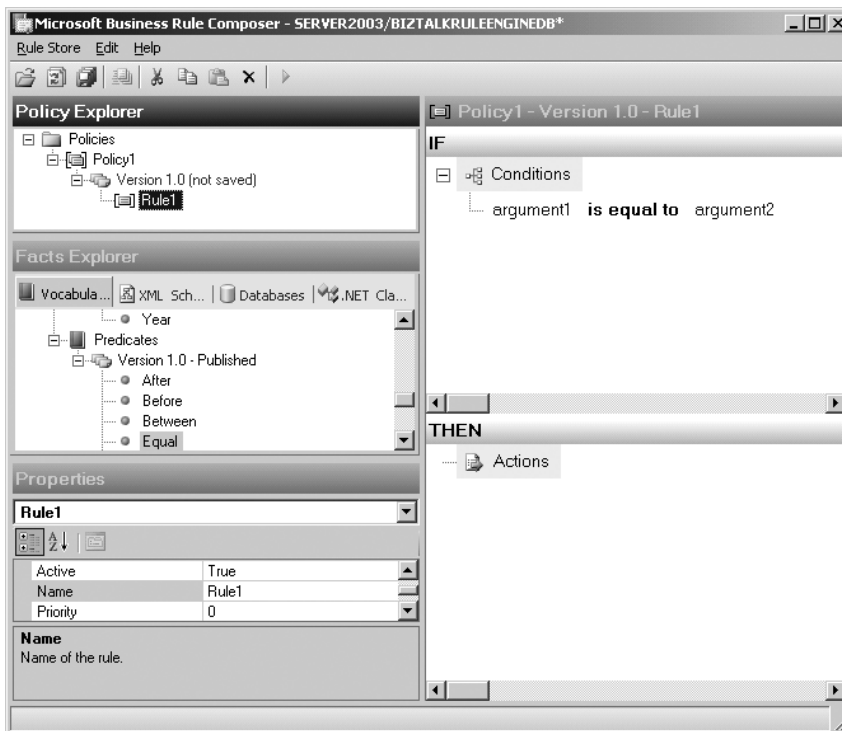 Microsoft Business Rule Composer - SERVER2003/BIZTALKRULEENGINEDB*
Rule Store Edit Help
Policy Explorer
Policies
Policy1
Version 1.0 (not saved)
Rule1
Facts Explorer
Vocabula... XML Sch... Databases .NET Cla...
Year
Predicates
Version 1.0 - Published
After
Before
Between
Equal
Properties
Rule1
Active True
Name Rule1
Priority 0
Name
Name of the rule.
Policy1 - Version 1.0 - Rule1
IF
Conditions
argument1 is equal to argument2
THEN
Actions